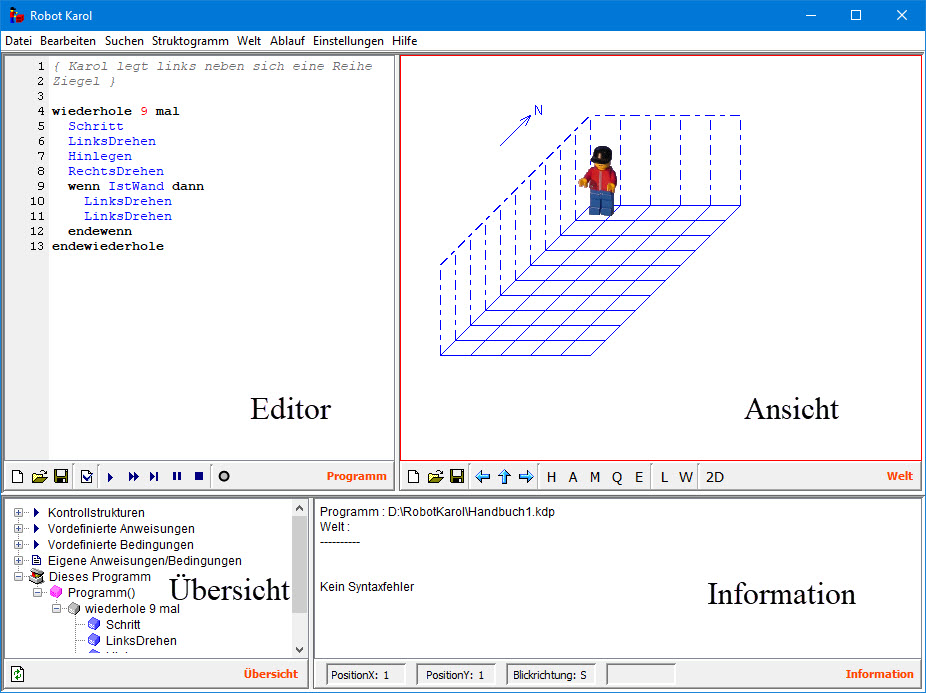 Robot Karol
Datei Bearbeiten Suchen Struktogramm Welt Ablauf Einstellungen Hilfe
1 { Karol legt links neben sich eine Reihe
2 Ziegel }
3
4 wiederhole 9 mal
5 Schritt
6 LinksDrehen
7 Hinlegen
8 RechtsDrehen
9 wenn IstWand dann
10 LinksDrehen
11 LinksDrehen
12 endewenn
13 endewiederhole
Editor
Programm
N
Ansicht
H A M Q E L W 2D
Welt
Kontrollstrukturen
Vordefinierte Anweisungen
Vordefinierte Bedingungen
Eigene Anweisungen/Bedingungen
Dieses Programm
Programm()
wiederhole 9 mal
Schritt
LinksDrehen
Übersicht
Übersicht
Programm : D:\RobotKarol\Handbuch1.kdp
Welt :
----------
Kein Syntaxfehler
Information
PositionX: 1 PositionY: 1 Blickrichtung: S
Information